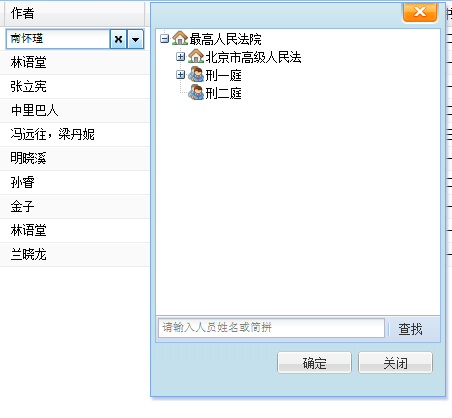 作者
南怀瑾
林语堂
张立宪
中里巴人
冯远往，梁丹妮
明晓溪
孙睿
金子
林语堂
兰晓龙
最高人民法院
北京市高级人民法
刑一庭
刑二庭
请输入人员姓名或简拼
查找
确定
关闭